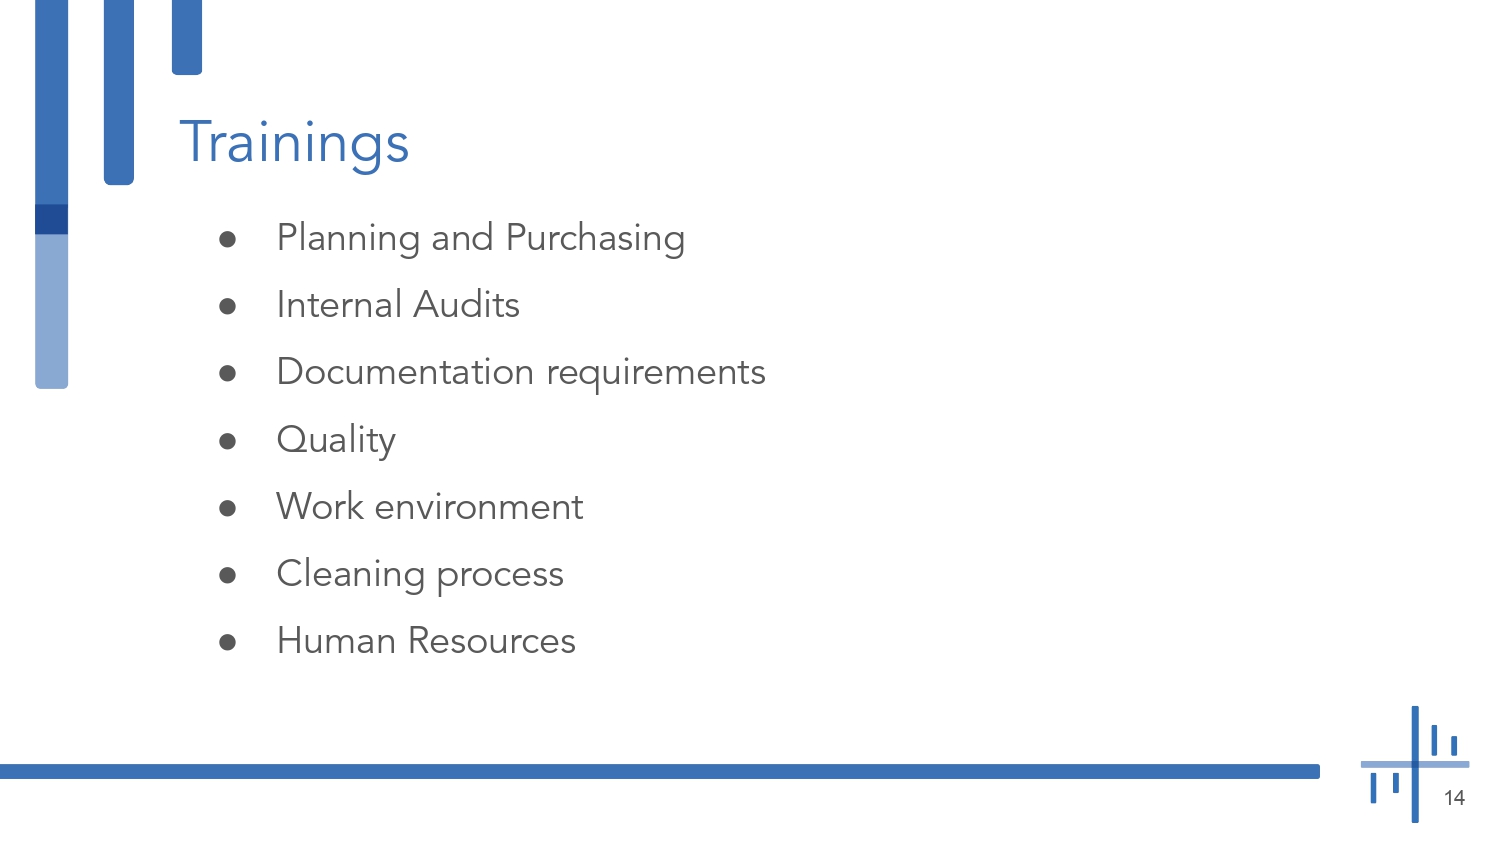 Trainings
● Planning and Purchasing
● Internal Audits
● Documentation requirements
● Quality
● Work environment
● Cleaning process
● Human Resources
14